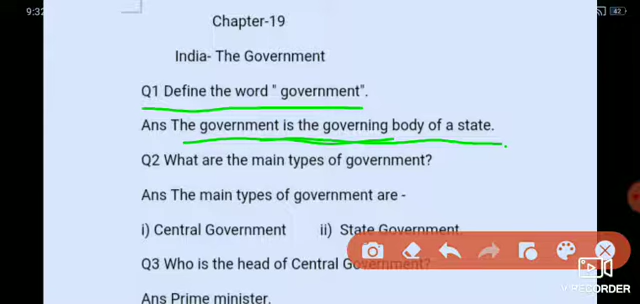 9:32
42
Chapter-19
India- The Government
Q1 Define the word " government".
Ans The government is the governing body of a state.
Q2 What are the main types of government?
Ans The main types of government are -
i) Central Government ii) State Government.
Q3 Who is the head of Central Government?
Ans Prime minister.
V RECORDER